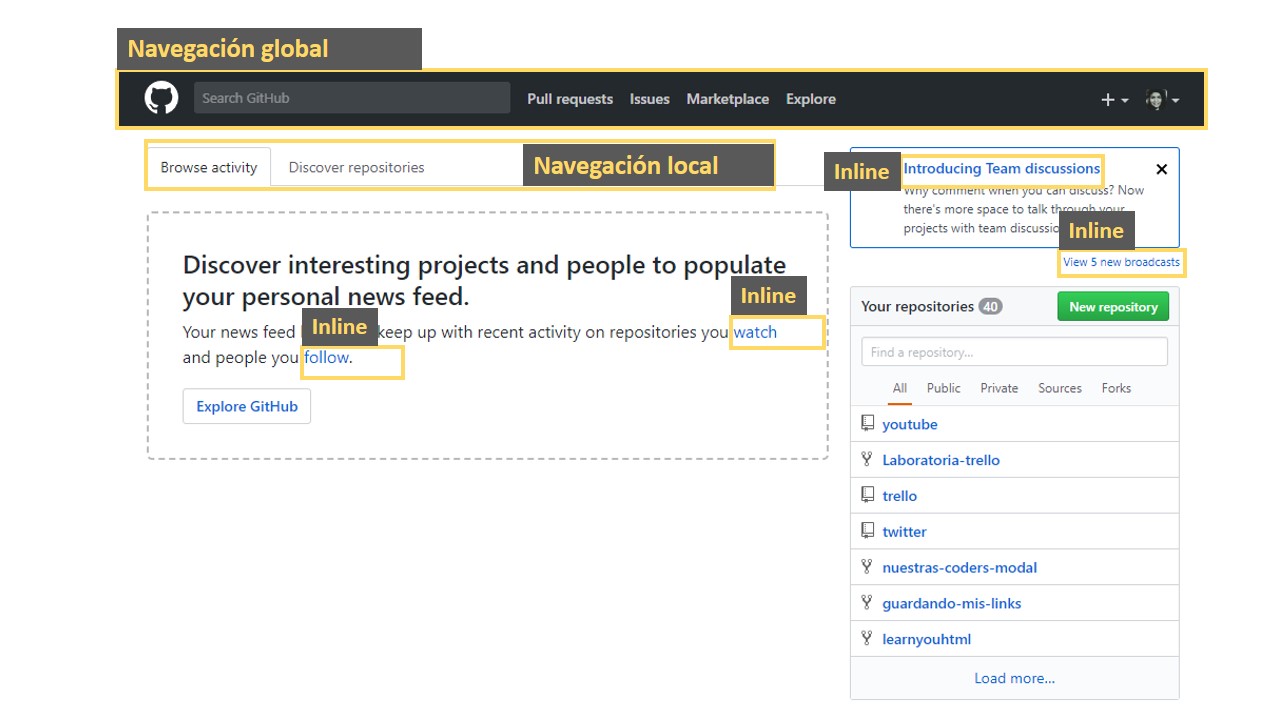 Navegación global
Search GitHub
Pull requests Issues Marketplace Explore
Browse activity Discover repositories
Navegación local
Inline
Introducing Team discussions
Why comment when you can discuss? Now
there's more space to talk through your
projects with team
Inline
View 5 new broadcasts
Discover interesting projects and people to populate
your personal news feed.
Inline
Inline
Your news feed keep up with recent activity on repositories you watch
and people you follow.
Explore GitHub
Your repositories 40 New repository
Find a repository...
All Public Private Sources Forks
youtube
Laboratoria-trello
trello
twitter
nuestras-coders-modal
guardando-mis-links
learnyouhtml
Load more...